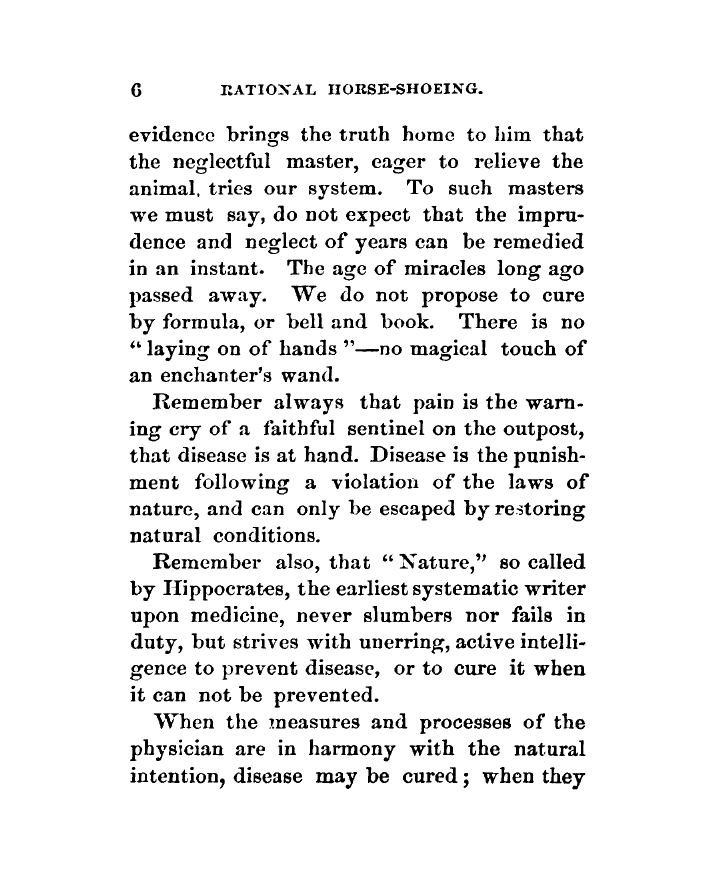 6 RATIONAL HORSE-SHOEING.
evidence brings the truth home to him that
the neglectful master, eager to relieve the
animal, tries our system. To such masters
we must say, do not expect that the impru-
dence and neglect of years can be remedied
in an instant. The age of miracles long ago
passed away. We do not propose to cure
by formula, or bell and book. There is no
“laying on of hands”—no magical touch of
an enchanter's wand.
Remember always that pain is the warn-
ing cry of a faithful sentinel on the outpost,
that disease is at hand. Disease is the punish-
ment following a violation of the laws of
nature, and can only be escaped by restoring
natural conditions.
Remember also, that “Nature,” so called
by Hippocrates, the earliest systematic writer
upon medicine, never slumbers nor fails in
duty, but strives with unerring, active intelli-
gence to prevent disease, or to cure it when
it can not be prevented.
When the measures and processes of the
physician are in harmony with the natural
intention, disease may be cured; when they